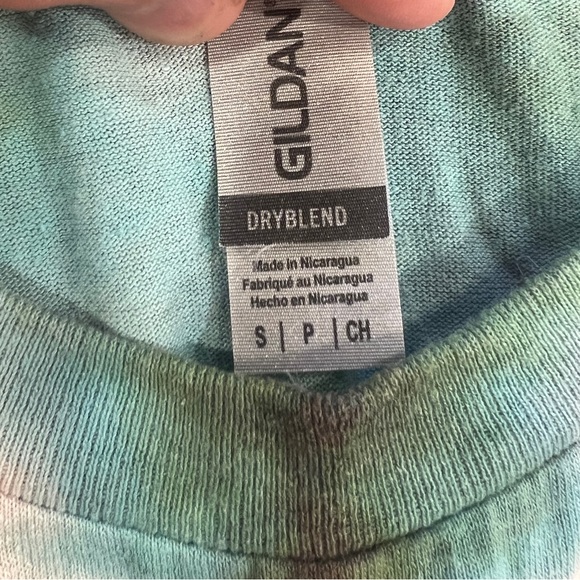 GILDAN®
DRYBLEND
Made in Nicaragua
Fabriqué au Nicaragua
Hecho en Nicaragua
S | P | CH